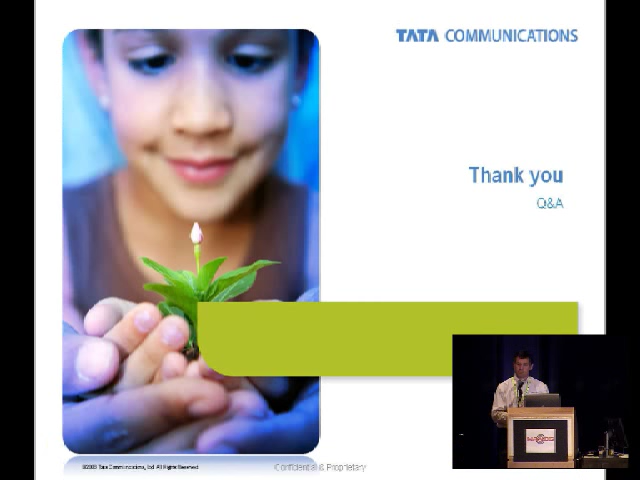 TATA COMMUNICATIONS
Thank you
Q&A
©2009 Tata Communications, Ltd. All Rights Reserved
Confidential & Proprietary